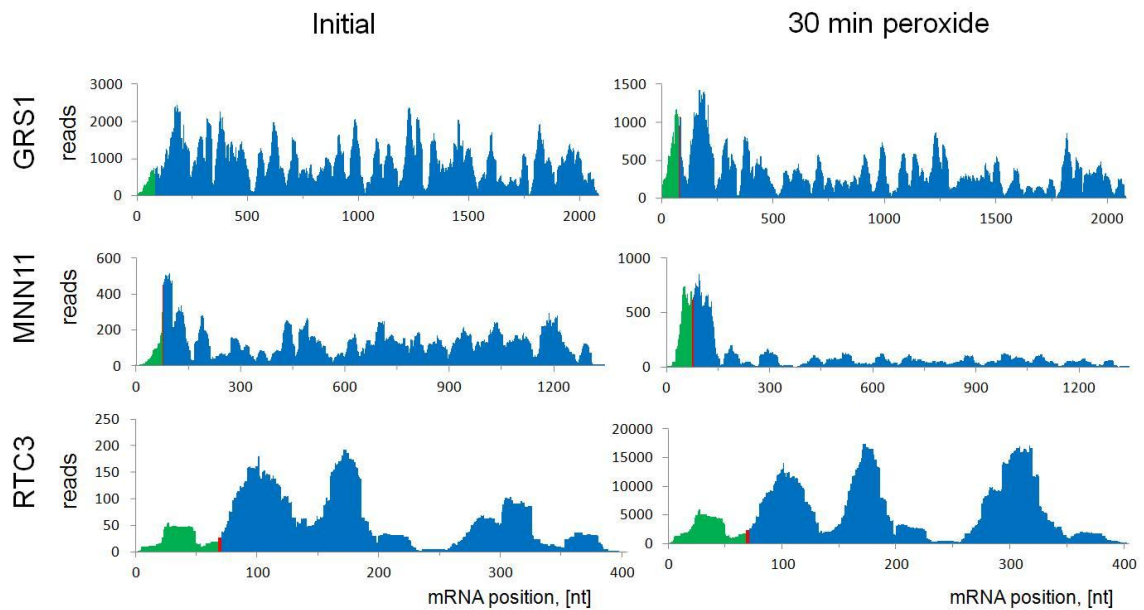 Initial
30 min peroxide
GRS1
reads
3000
2000
1000
0
0 500 1000 1500 2000
1500
1000
500
0
0 500 1000 1500 2000
MNN11
reads
600
400
200
0
0 300 600 900 1200
1000
500
0
0 300 600 900 1200
RTC3
reads
250
200
150
100
50
0
0 100 200 300 400
mRNA position, [nt]
20000
15000
10000
5000
0
0 100 200 300 400
mRNA position, [nt]